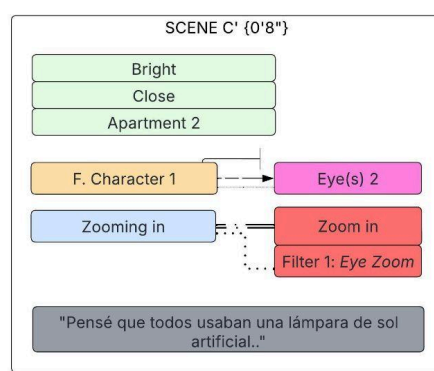 SCENE C' {0'8"}
Bright
Close
Apartment 2
F. Character 1
Eye(s) 2
Zooming in
Zoom in
Filter 1: Eye Zoom
"Pensé que todos usaban una lámpara de sol
artificial.."